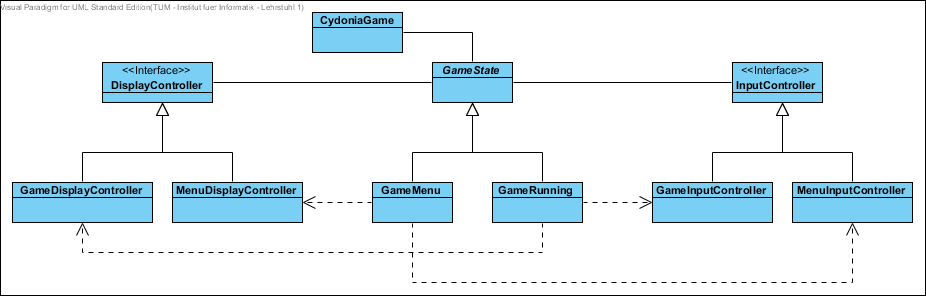 Visual Paradigm for UML Standard Edition(TUM - Institut fuer Informatik - Lehrstuhl 1)
CydoniaGame
<<Interface>>
DisplayController
GameState
<<Interface>>
InputController
GameDisplayController
MenuDisplayController
GameMenu
GameRunning
GameInputController
MenuInputController